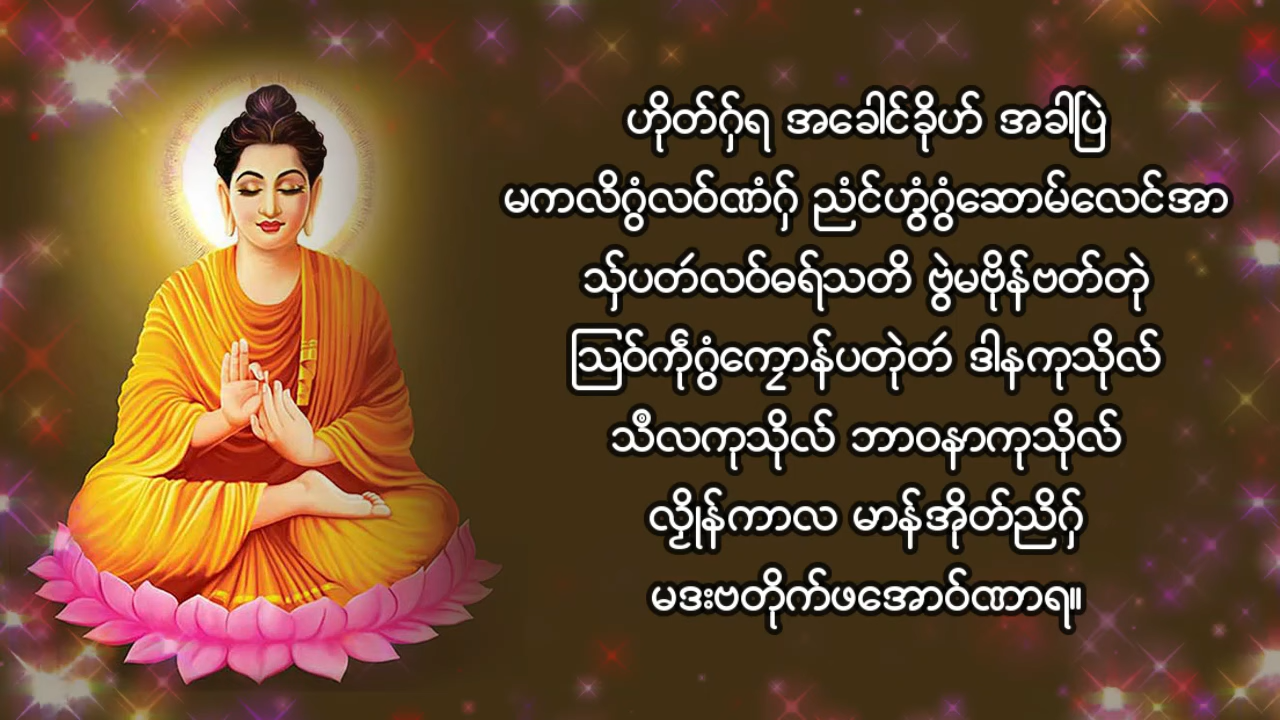 ဟိုတ်ဂှ်ရ အခေါင်ခိုဟ် အခါပြဲ
မကလိဂွံလဝ်ဏံဂှ် ညံင်ဟွံဂွံဆောမ်လေင်အာ
သှ်ပတဴလဝ်ဓရ်သတိ ဗွဲမဗိုန်ဗတ်တုဲ
ဩဝ်ကဵုဂွံကၠောန်ပတုဲတဴ ဒါနကုသိုလ်
သဳလကုသိုလ် ဘာဝနာကုသိုလ်
လၟိုန်ကာလ မာန်အိုတ်ညိဂှ်
မဒးဗတိုက်ဖအောဝ်ဏာရ။